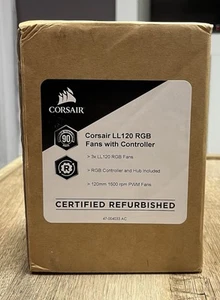 CORSAIR
90
Corsair LL120 RGB
Fans with Controller
> 3x LL120 RGB Fans
> RGB Controller and Hub Included
> 120mm 1500 rpm PWM Fans
R
CERTIFIED REFURBISHED